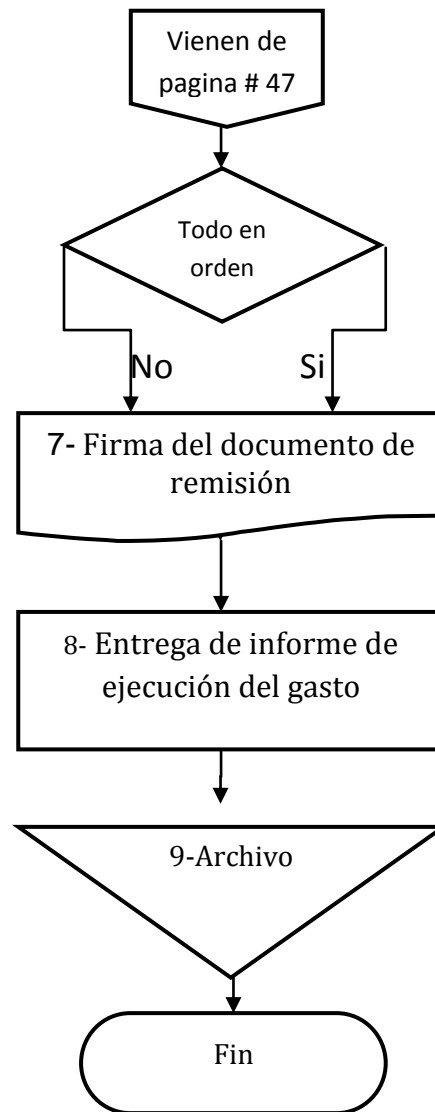 Vienen de
pagina # 47
Todo en
orden
No
Si
7- Firma del documento de
remisión
8- Entrega de informe de
ejecución del gasto
9-Archivo
Fin